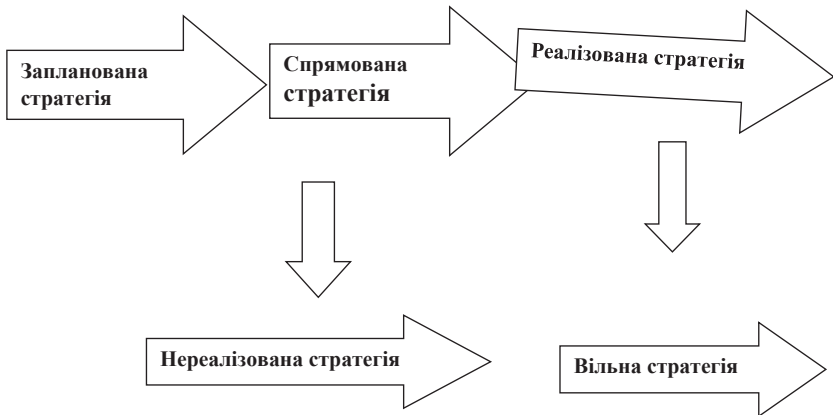 Запланована
стратегія
Спрямована
стратегія
Реалізована стратегія
Нереалізована стратегія
Вільна стратегія